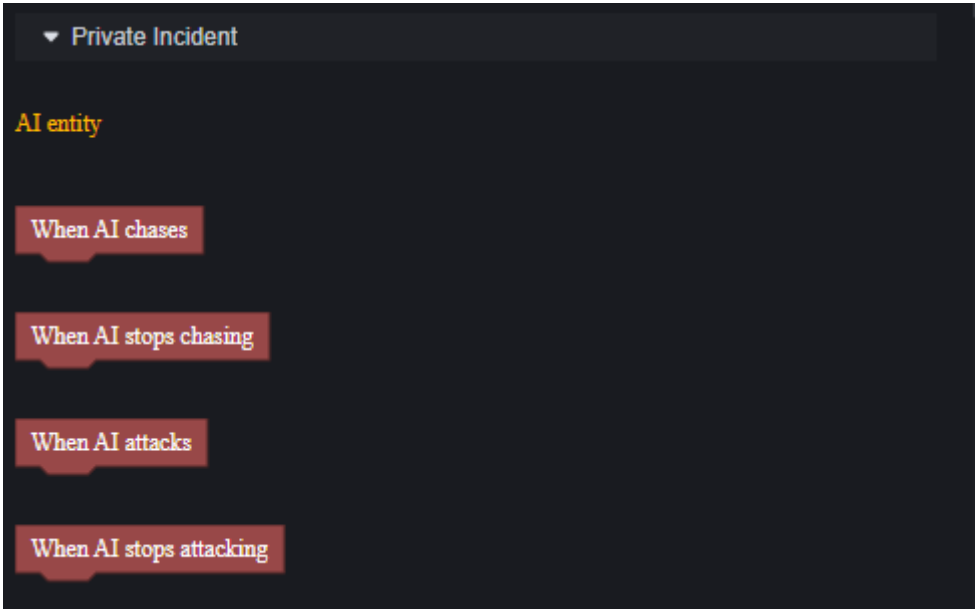 Private Incident
AI entity
When AI chases
When AI stops chasing
When AI attacks
When AI stops attacking